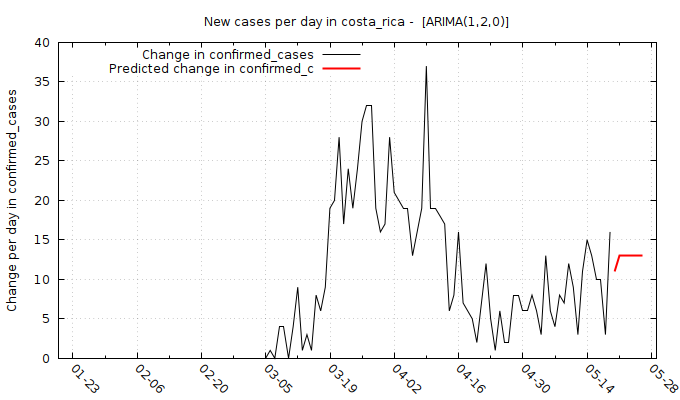 New cases per day in costa_rica - [ARIMA(1,2,0)]
Change in confirmed_cases
Predicted change in confirmed_c
Change per day in confirmed_cases
40
35
30
25
20
15
10
5
0
01-23 02-06 02-20 03-05 03-19 04-02 04-16 04-30 05-14 05-28